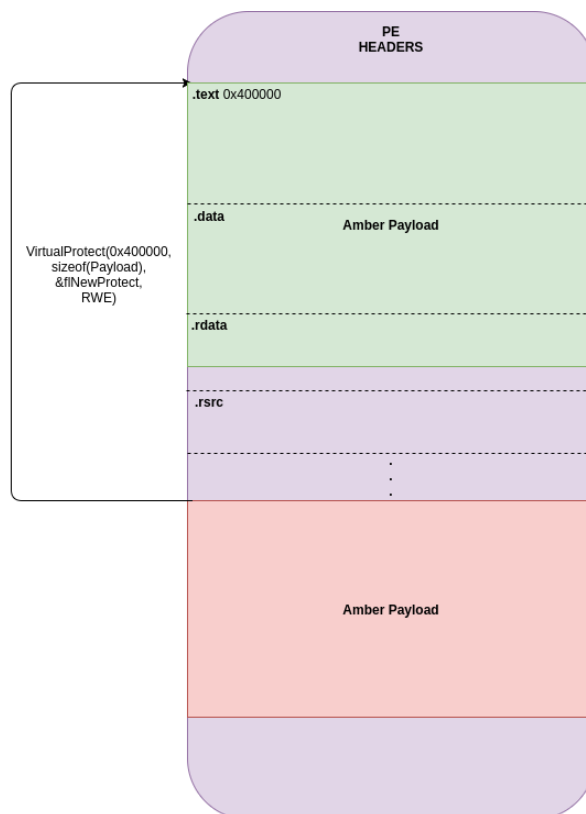 PE
HEADERS
.text 0x400000
.data
Amber Payload
VirtualProtect(0x400000,
sizeof(Payload),
&flNewProtect,
RWE)
.rdata
.rsrc
.
.
.
Amber Payload